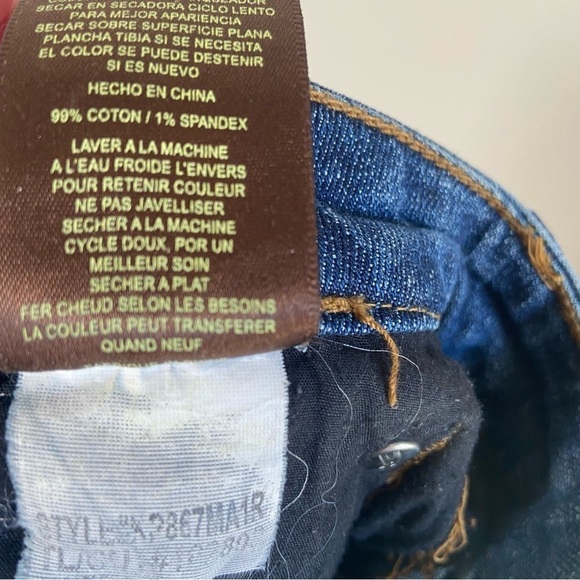 SECAR EN SECADORA CICLO LENTO
PARA MEJOR APARIENCIA
SECAR SOBRE SUPERFICIE PLANA
PLANCHA TIBIA SI SE NECESITA
EL COLOR SE PUEDE DESTENIR
SI ES NUEVO
HECHO EN CHINA
99% COTON / 1% SPANDEX
LAVER A LA MACHINE
A L'EAU FROIDE L'ENVERS
POUR RETENIR COULEUR
NE PAS JAVELLISER
SECHER A LA MACHINE
CYCLE DOUX, POR UN
MEILLEUR SOIN
SECHER A PLAT
FER CHEUD SELON LES BESOINS
LA COULEUR PEUT TRANSFERER
QUAND NEUF